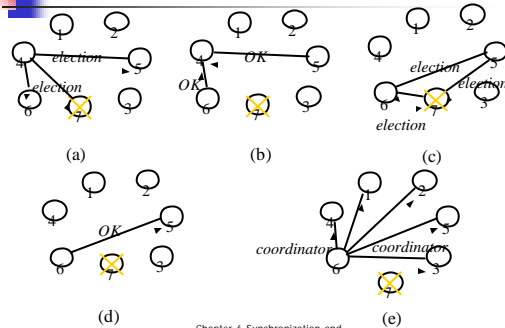 1 2
4 election 5
election
6 7 3
(a)
1 2
4 OK 5
OK
6 7 3
(b)
1 2
4 5
election
election
6 7 3
election
(c)
1 2
4 5
OK
6 7 3
(d)
1 2
4 5
coordinator coordinator
6 3
7
(e)
Chapter 6 Synchronization and